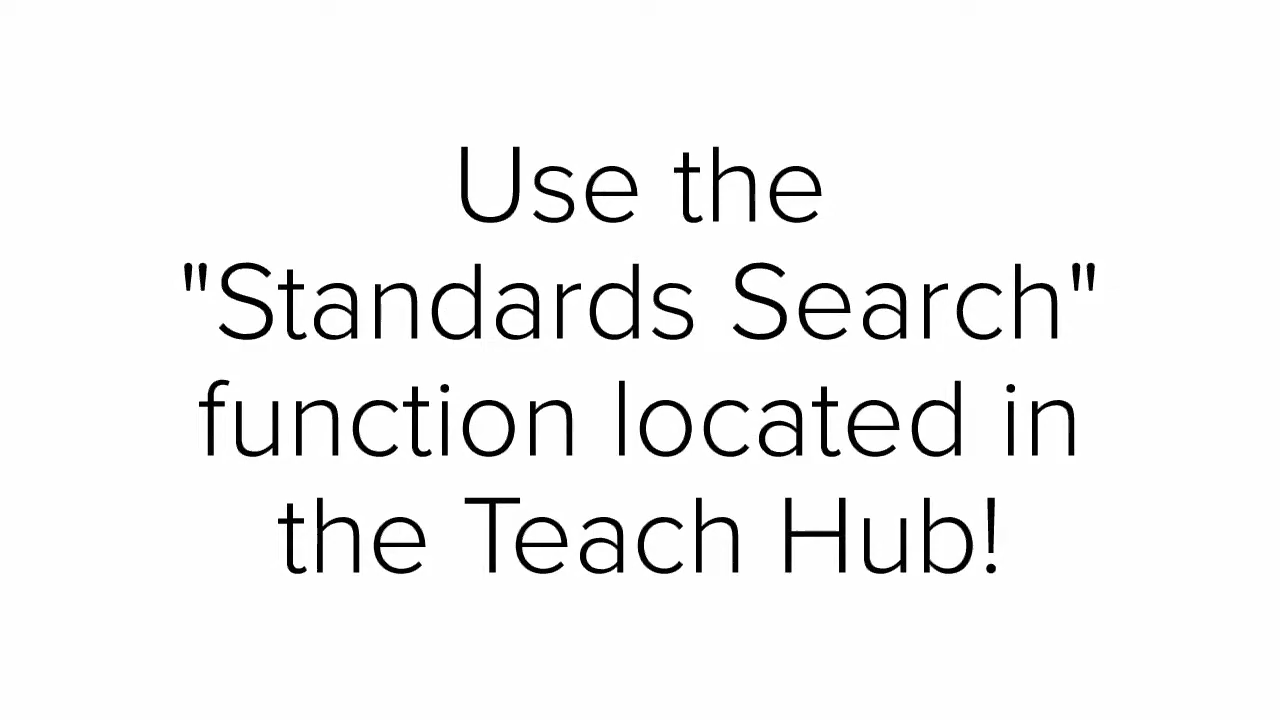 Use the
"Standards Search"
function located in
the Teach Hub!